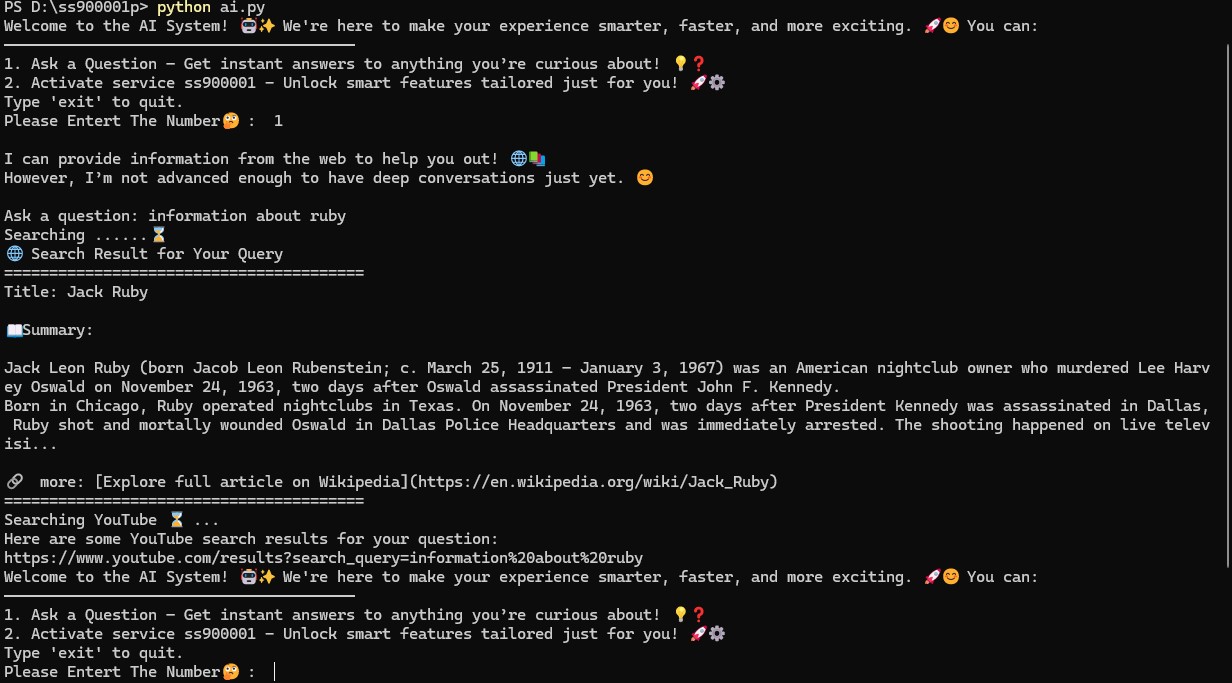 PS D:\ss900001p> python ai.py
Welcome to the AI System! 🤖✨ We're here to make your experience smarter, faster, and more exciting. 🚀😊 You can:
1. Ask a Question – Get instant answers to anything you’re curious about! 💡❓
2. Activate service ss900001 – Unlock smart features tailored just for you! 🚀⚙️
Type 'exit' to quit.
Please Entert The Number🤔 :  1
I can provide information from the web to help you out! 🌐📚
However, I’m not advanced enough to have deep conversations just yet. 😊
Ask a question: information about ruby
Searching ......⏳
🌐 Search Result for Your Query
========================================
Title: Jack Ruby
📖Summary:
Jack Leon Ruby (born Jacob Leon Rubenstein; c. March 25, 1911 – January 3, 1967) was an American nightclub owner who murdered Lee Harv
ey Oswald on November 24, 1963, two days after Oswald assassinated President John F. Kennedy.
Born in Chicago, Ruby operated nightclubs in Texas. On November 24, 1963, two days after President Kennedy was assassinated in Dallas,
 Ruby shot and mortally wounded Oswald in Dallas Police Headquarters and was immediately arrested. The shooting happened on live telev
isi...
🔗  more: [Explore full article on Wikipedia](https://en.wikipedia.org/wiki/Jack_Ruby)
========================================
Searching YouTube ⏳ ...
Here are some YouTube search results for your question:
https://www.youtube.com/results?search_query=information%20about%20ruby
Welcome to the AI System! 🤖✨ We're here to make your experience smarter, faster, and more exciting. 🚀😊 You can:
1. Ask a Question – Get instant answers to anything you’re curious about! 💡❓
2. Activate service ss900001 – Unlock smart features tailored just for you! 🚀⚙️
Type 'exit' to quit.
Please Entert The Number🤔 :